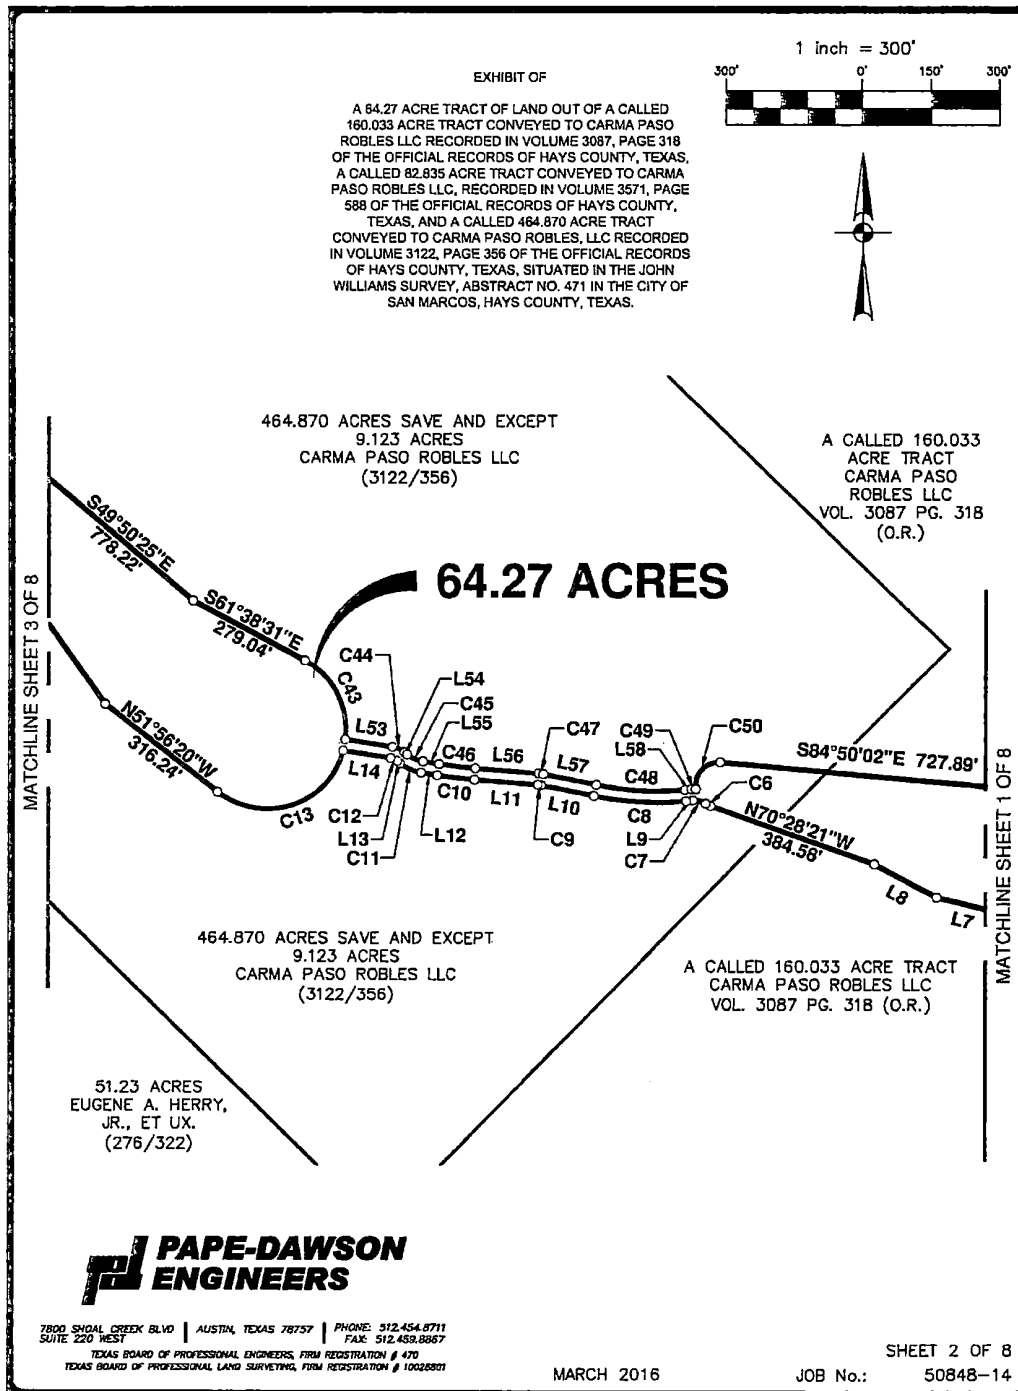 1 inch = 300'
300' 0' 150' 300'
EXHIBIT OF
A 64.27 ACRE TRACT OF LAND OUT OF A CALLED
160.033 ACRE TRACT CONVEYED TO CARMA PASO
ROBLES LLC RECORDED IN VOLUME 3087, PAGE 318
OF THE OFFICIAL RECORDS OF HAYS COUNTY, TEXAS,
A CALLED 82.835 ACRE TRACT CONVEYED TO CARMA
PASO ROBLES LLC, RECORDED IN VOLUME 3571, PAGE
588 OF THE OFFICIAL RECORDS OF HAYS COUNTY,
TEXAS, AND A CALLED 464.870 ACRE TRACT
CONVEYED TO CARMA PASO ROBLES, LLC RECORDED
IN VOLUME 3122, PAGE 356 OF THE OFFICIAL RECORDS
OF HAYS COUNTY, TEXAS, SITUATED IN THE JOHN
WILLIAMS SURVEY, ABSTRACT NO. 471 IN THE CITY OF
SAN MARCOS, HAYS COUNTY, TEXAS.
464.870 ACRES SAVE AND EXCEPT
9.123 ACRES
CARMA PASO ROBLES LLC
(3122/356)
A CALLED 160.033
ACRE TRACT
CARMA PASO
ROBLES LLC
VOL. 3087 PG. 318
(O.R.)
MATCHLINE SHEET 3 OF 8
S49°50'25"E
778.22'
S61°38'31"E
279.04'
64.27 ACRES
C43
C44
L54
C45
L55
L53
C46
L56
C47
L57
C49
L58
C48
C50
S84°50'02"E 727.89'
C6
N51°56'20"W
316.24'
C13
L14
C12
L13
C11
L12
C10
L11
C9
L10
C8
L9
C7
N70°28'21"W
384.58'
L8
L7
MATCHLINE SHEET 1 OF 8
464.870 ACRES SAVE AND EXCEPT
9.123 ACRES
CARMA PASO ROBLES LLC
(3122/356)
A CALLED 160.033 ACRE TRACT
CARMA PASO ROBLES LLC
VOL. 3087 PG. 318 (O.R.)
51.23 ACRES
EUGENE A. HERRY,
JR., ET UX.
(276/322)
PAPE-DAWSON
ENGINEERS
7800 SHOAL CREEK BLVD | AUSTIN, TEXAS 78757 | PHONE: 512.454.8711
SUITE 220 WEST FAX: 512.459.8867
TEXAS BOARD OF PROFESSIONAL ENGINEERS, FIRM REGISTRATION # 470
TEXAS BOARD OF PROFESSIONAL LAND SURVEYING, FIRM REGISTRATION # 10028801
MARCH 2016
SHEET 2 OF 8
JOB No.: 50848-14